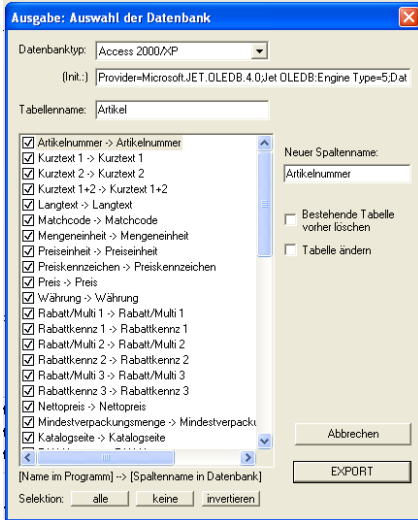 Ausgabe: Auswahl der Datenbank
Datenbanktyp: Access 2000/XP
(Init.:) Provider=Microsoft.JET.OLEDB.4.0;Jet OLEDB:Engine Type=5;Dat
Tabellenname: Artikel
Artikelnummer -> Artikelnummer
Kurztext 1 -> Kurztext 1
Kurztext 2 -> Kurztext 2
Kurztext 1+2 -> Kurztext 1+2
Langtext -> Langtext
Matchcode -> Matchcode
Mengeneinheit -> Mengeneinheit
Preiseinheit -> Preiseinheit
Preiskennzeichen -> Preiskennzeichen
Preis -> Preis
Währung -> Währung
Rabatt/Multi 1 -> Rabatt/Multi 1
Rabattkennz 1 -> Rabattkennz 1
Rabatt/Multi 2 -> Rabatt/Multi 2
Rabattkennz 2 -> Rabattkennz 2
Rabatt/Multi 3 -> Rabatt/Multi 3
Rabattkennz 3 -> Rabattkennz 3
Nettopreis -> Nettopreis
Mindestverpackungsmenge -> Mindestverpacku
Katalogseite -> Katalogseite
Neuer Spaltenname:
Artikelnummer
Bestehende Tabelle
vorher löschen
Tabelle ändern
Abbrechen
EXPORT
[Name im Programm] --> [Spaltenname in Datenbank]
Selektion: alle keine invertieren